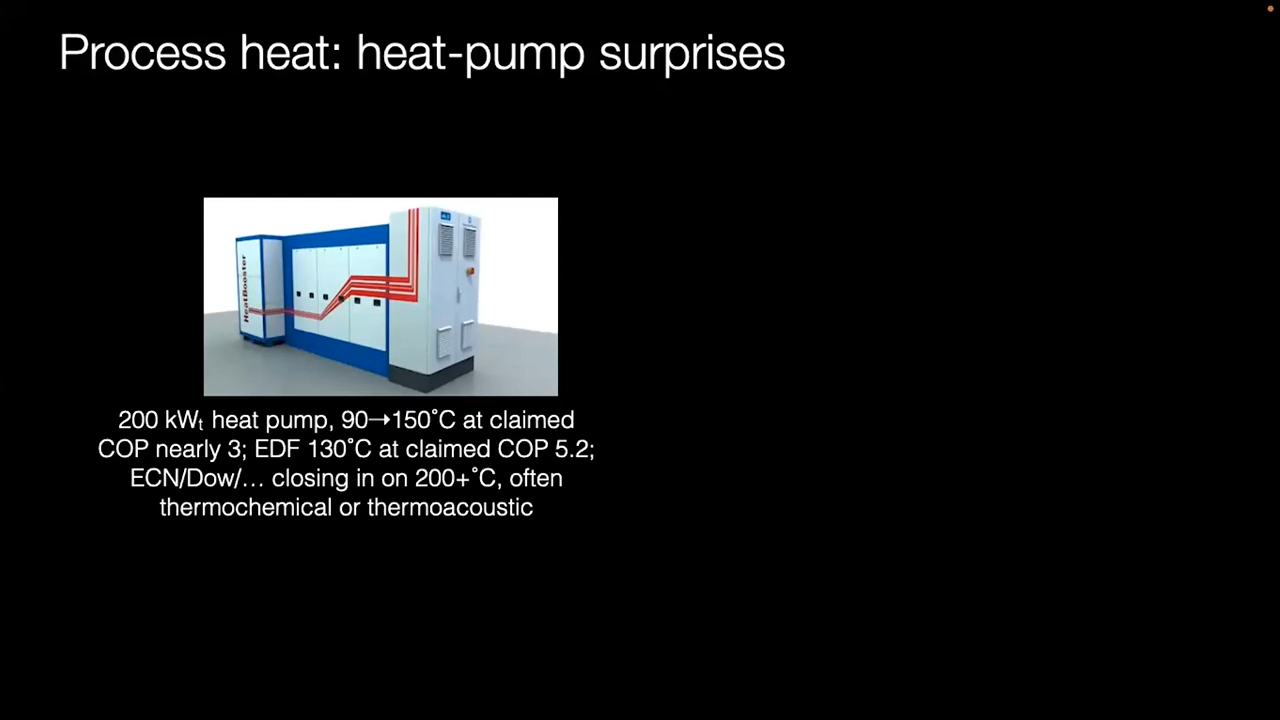 Process heat: heat-pump surprises
HeatBooster
200 kWₜ heat pump, 90→150˚C at claimed
COP nearly 3; EDF 130˚C at claimed COP 5.2;
ECN/Dow/… closing in on 200+˚C, often
thermochemical or thermoacoustic